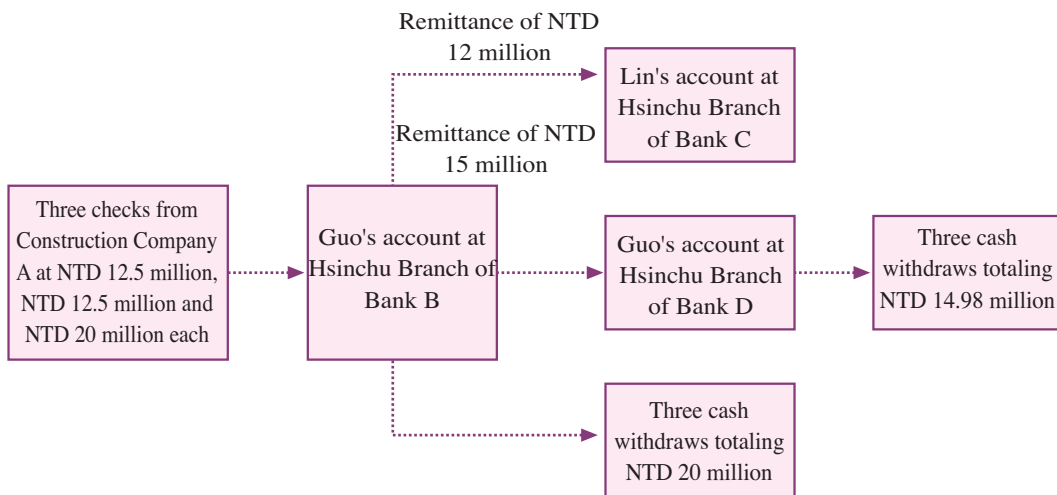 Remittance of NTD
12 million
Lin's account at
Hsinchu Branch
of Bank C
Remittance of NTD
15 million
Three checks from
Construction Company
A at NTD 12.5 million,
NTD 12.5 million and
NTD 20 million each
Guo's account at
Hsinchu Branch of
Bank B
Guo's account at
Hsinchu Branch
of Bank D
Three cash
withdraws totaling
NTD 14.98 million
Three cash
withdraws totaling
NTD 20 million